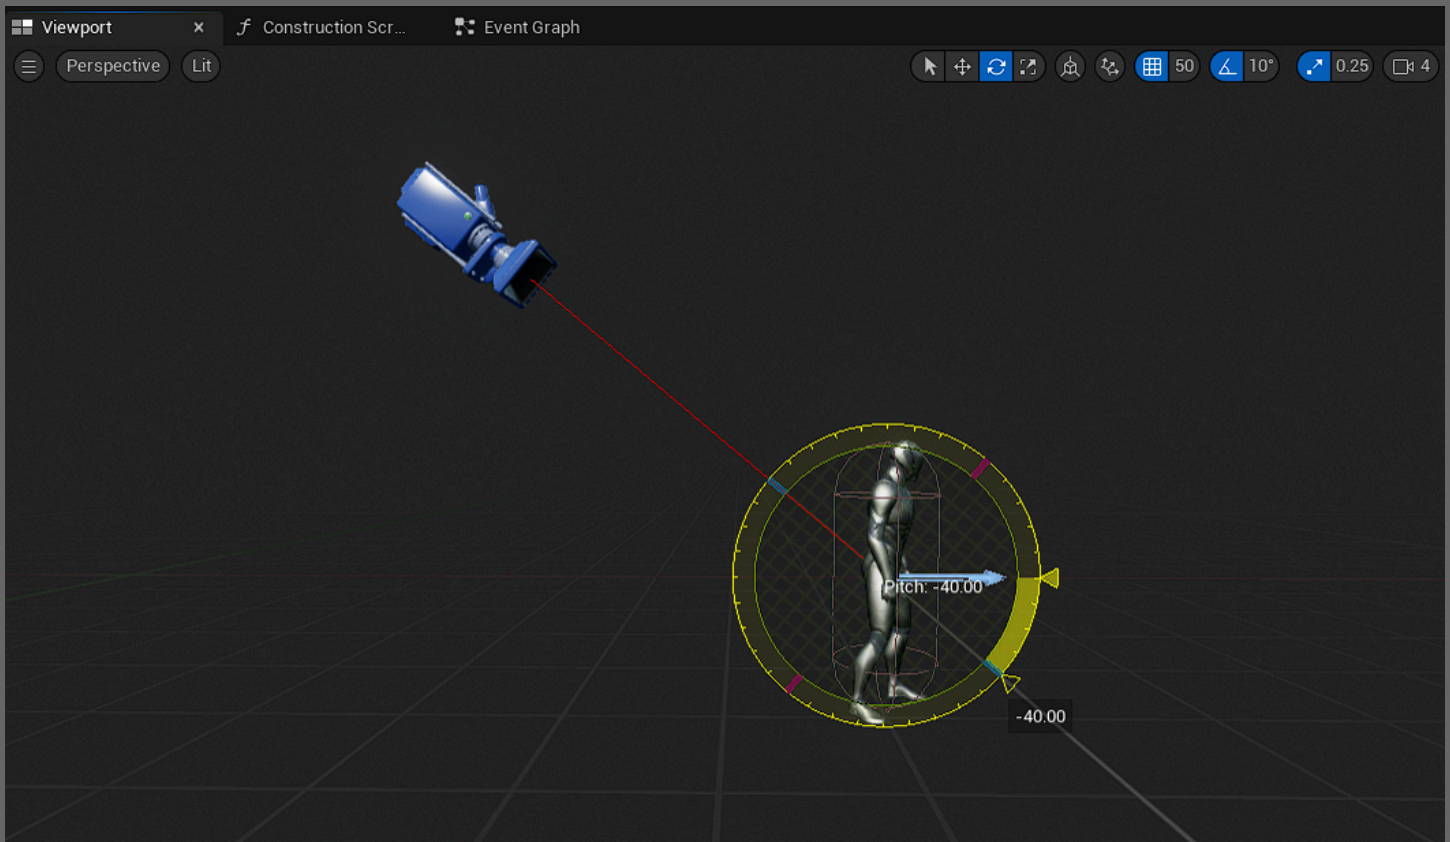 Viewport
Construction Scr...
Event Graph
Perspective
Lit
50
10°
0.25
4
Pitch: -40.00
-40.00